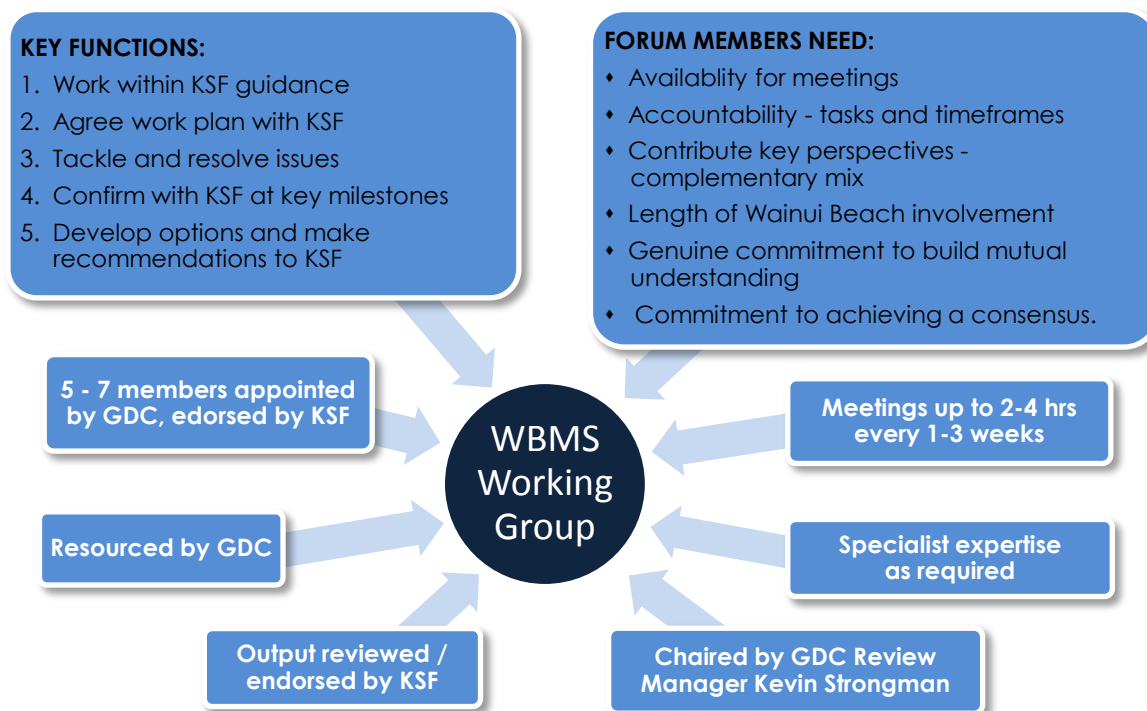 KEY FUNCTIONS:
1. Work within KSF guidance
2. Agree work plan with KSF
3. Tackle and resolve issues
4. Confirm with KSF at key milestones
5. Develop options and make
recommendations to KSF
FORUM MEMBERS NEED:
♦ Availablity for meetings
♦ Accountability - tasks and timeframes
♦ Contribute key perspectives -
complementary mix
♦ Length of Wainui Beach involvement
♦ Genuine commitment to build mutual
understanding
♦ Commitment to achieving a consensus.
5 - 7 members appointed
by GDC, edorsed by KSF
WBMS
Working
Group
Meetings up to 2-4 hrs
every 1-3 weeks
Resourced by GDC
Specialist expertise
as required
Output reviewed /
endorsed by KSF
Chaired by GDC Review
Manager Kevin Strongman